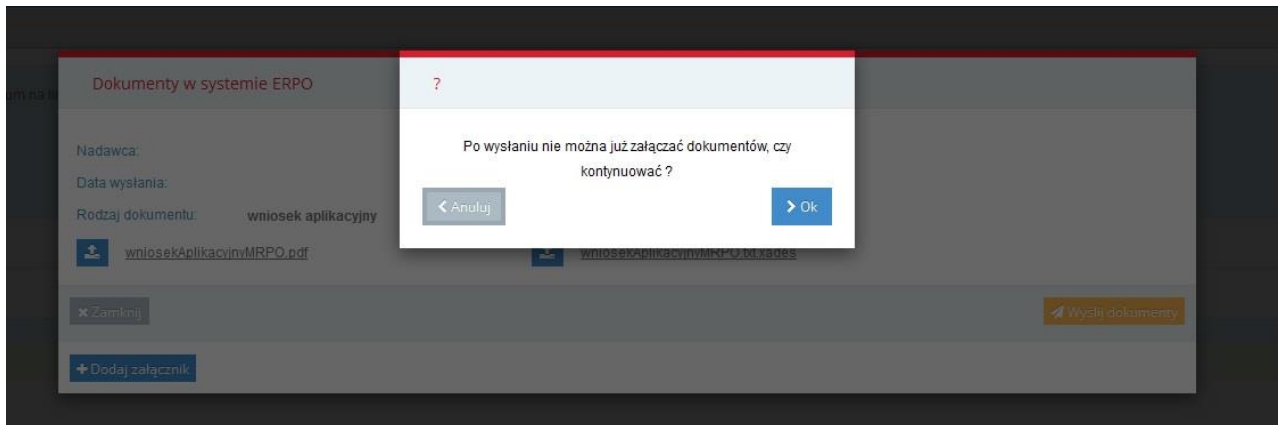 Dokumenty w systemie ERPO
?
Nadawca:
Po wysłaniu nie można już załączać dokumentów, czy
kontynuować ?
Data wysłania:
Rodzaj dokumentu: wniosek aplikacyjny
Anuluj
Ok
wniosekAplikacyjnyMRPO.pdf
wniosekAplikacyjnyMRPO.txt.xades
Zamknij
Wyślij dokumenty
Dodaj załącznik